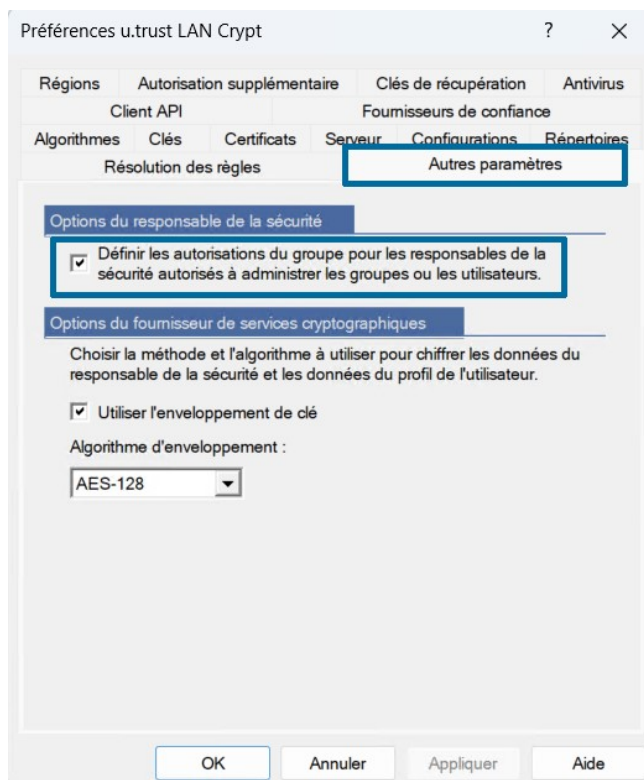 Préférences u.trust LAN Crypt ?
Régions Autorisation supplémentaire Clés de récupération Antivirus
Client API Fournisseurs de confiance
Algorithmes Clés Certificats Serveur Configurations Répertoires
Résolution des règles Autres paramètres
Options du responsable de la sécurité
Définir les autorisations du groupe pour les responsables de la
sécurité autorisés à administrer les groupes ou les utilisateurs.
Options du fournisseur de services cryptographiques
Choisir la méthode et l'algorithme à utiliser pour chiffrer les données du
responsable de la sécurité et les données du profil de l'utilisateur.
Utiliser l'enveloppement de clé
Algorithme d'enveloppement :
AES-128
OK Annuler Appliquer Aide